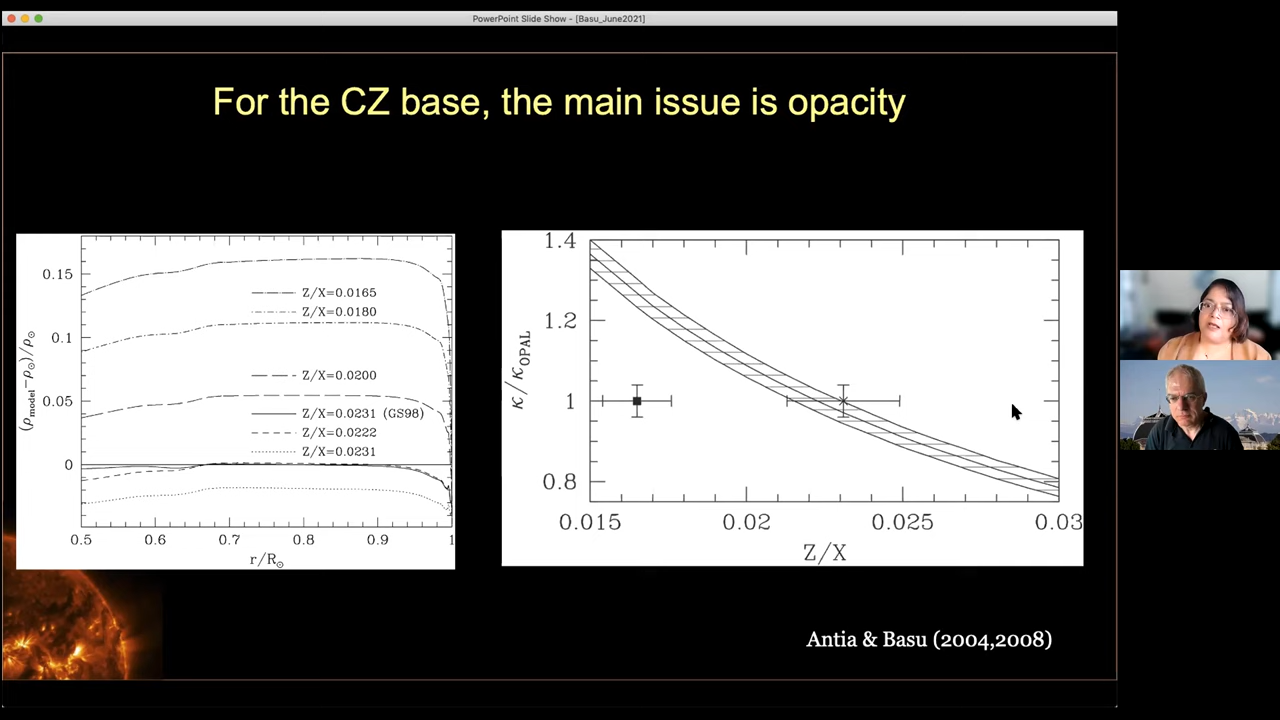 PowerPoint Slide Show - [Basu_June2021]
For the CZ base, the main issue is opacity
0.15
0.1
0.05
0
(ρmodel−ρ⊙)/ρ⊙
Z/X=0.0165
Z/X=0.0180
Z/X=0.0200
Z/X=0.0231 (GS98)
Z/X=0.0222
Z/X=0.0231
0.5 0.6 0.7 0.8 0.9 1
r/R⊙
1.4
1.2
1
0.8
κ/κOPAL
0.015 0.02 0.025 0.03
Z/X
Antia & Basu (2004,2008)